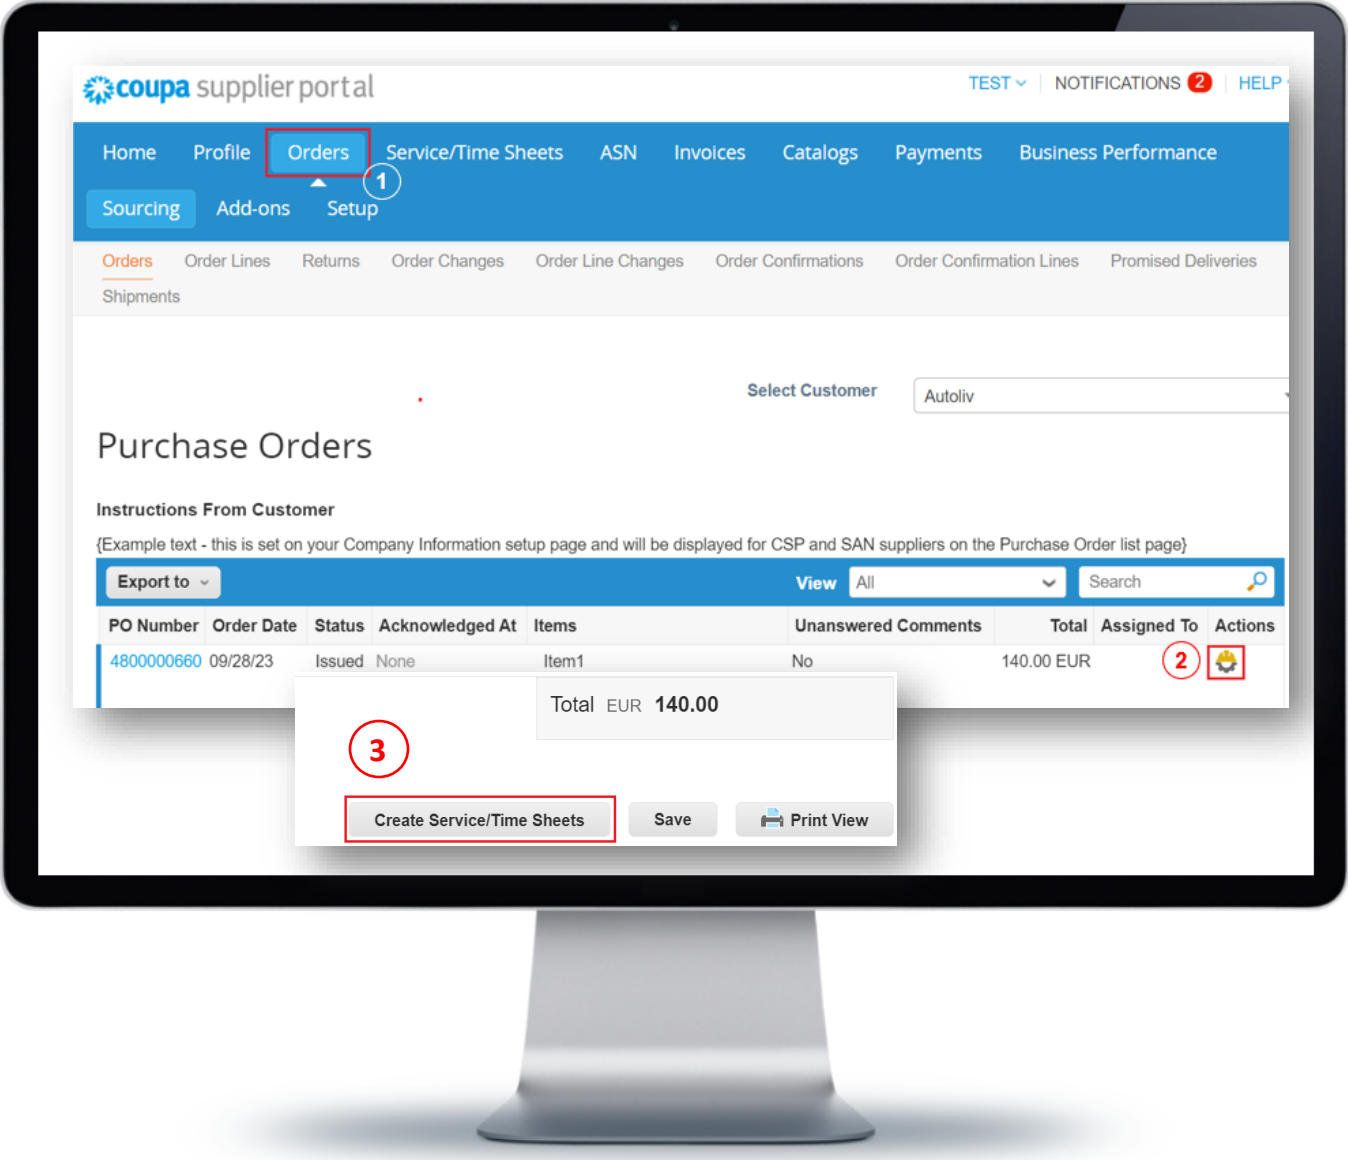 coupa supplier portal
TEST NOTIFICATIONS 2 HELP
Home Profile Orders Service/Time Sheets ASN Invoices Catalogs Payments Business Performance
1
Sourcing Add-ons Setup
Orders Order Lines Returns Order Changes Order Line Changes Order Confirmations Order Confirmation Lines Promised Deliveries
Shipments
Select Customer Autoliv
Purchase Orders
Instructions From Customer
{Example text - this is set on your Company Information setup page and will be displayed for CSP and SAN suppliers on the Purchase Order list page}
Export to View All Search
PO Number Order Date Status Acknowledged At Items Unanswered Comments Total Assigned To Actions
4800000660 09/28/23 Issued None Item1 No 140.00 EUR 2
Total EUR 140.00
3
Create Service/Time Sheets Save Print View